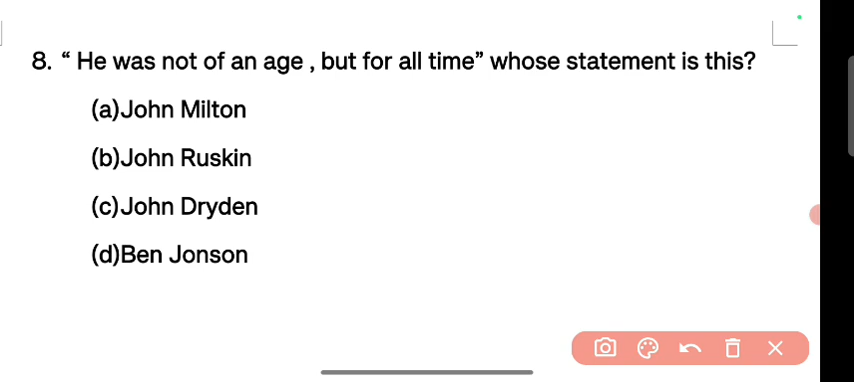 8. “ He was not of an age , but for all time” whose statement is this?
(a)John Milton
(b)John Ruskin
(c)John Dryden
(d)Ben Jonson